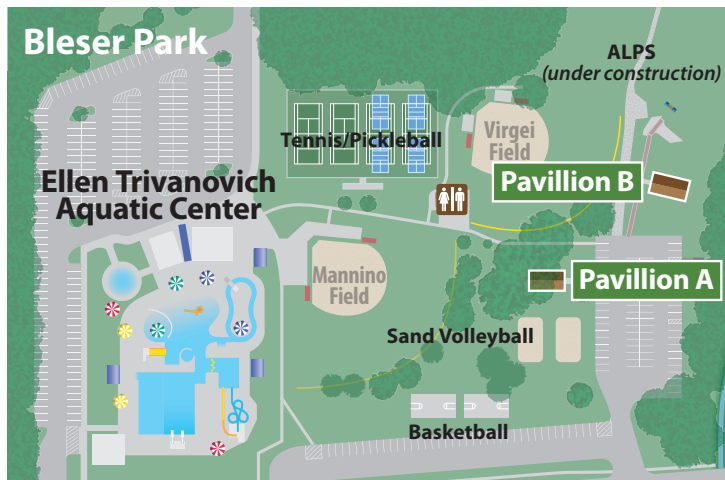 Bleser Park
ALPS
(under construction)
Tennis/Pickleball
Virgei
Field
Ellen Trivanovich
Aquatic Center
Pavillion B
Mannino
Field
Pavillion A
Sand Volleyball
Basketball